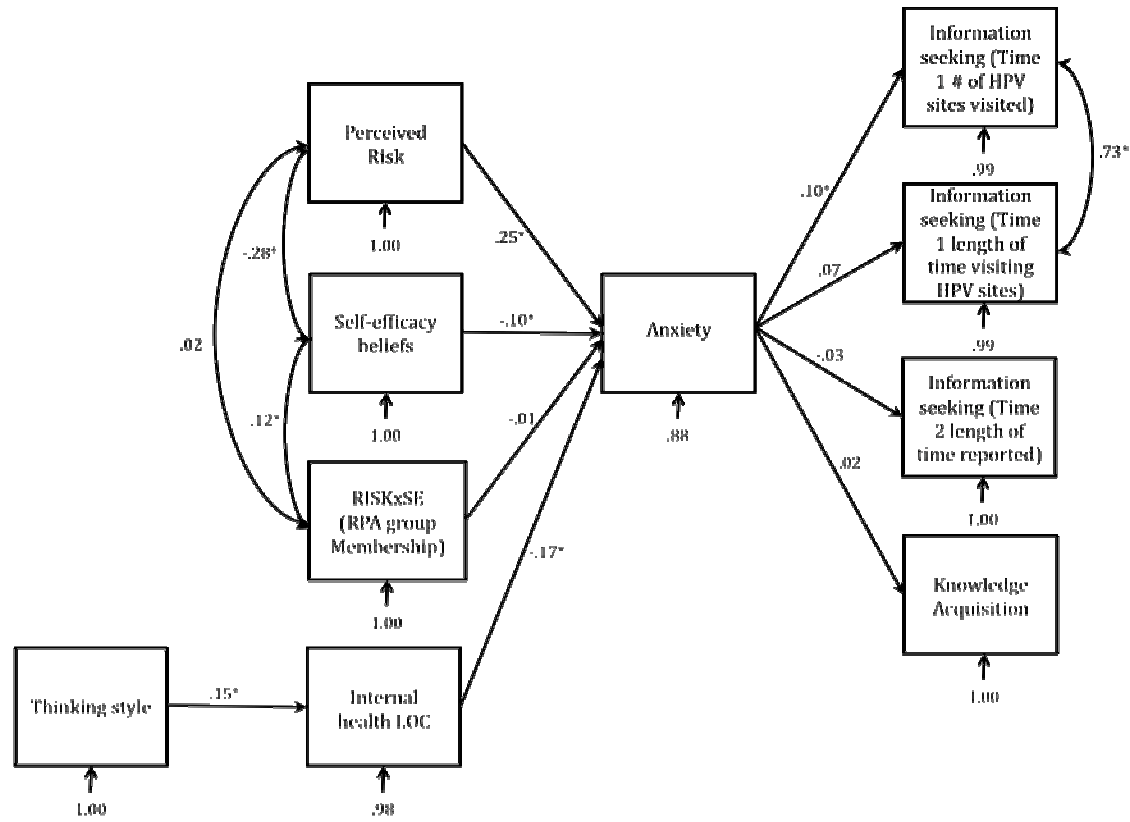 Information
seeking (Time
1 # of HPV
sites visited)
.99
.73*
Perceived
Risk
1.00
.10*
Information
seeking (Time
1 length of
time visiting
HPV sites)
.99
-.28*
.25*
.07
Self-efficacy
beliefs
1.00
-.10*
Anxiety
.88
.02
-.03
Information
seeking (Time
2 length of
time reported)
1.00
.12*
-.01
.02
RISKxSE
(RPA group
Membership)
1.00
-.17*
Knowledge
Acquisition
1.00
Thinking style
1.00
.15*
Internal
health LOC
.98